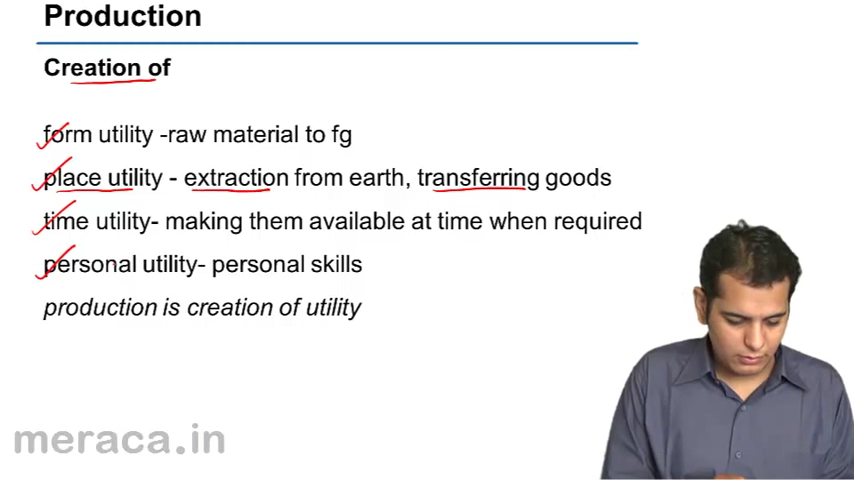 Production
Creation of
form utility -raw material to fg
place utility - extraction from earth, transferring goods
time utility- making them available at time when required
personal utility- personal skills
production is creation of utility
meraca.in